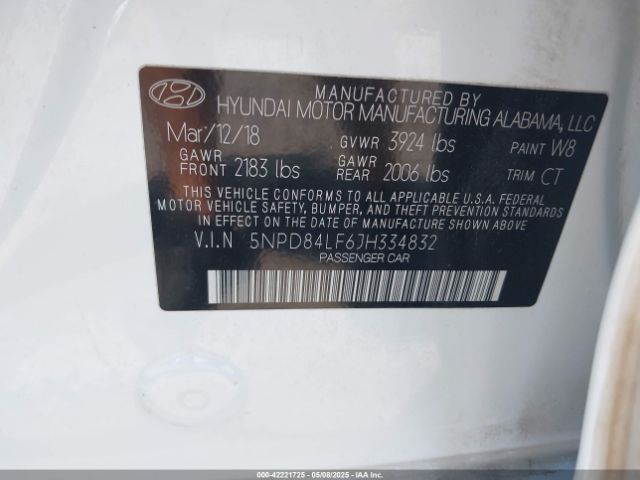 MANUFACTURED BY
HYUNDAI MOTOR MANUFACTURING ALABAMA, LLC
Mar/12/18 GVWR 3924 lbs PAINT W8
GAWR FRONT 2183 lbs GAWR REAR 2006 lbs TRIM CT
THIS VEHICLE CONFORMS TO ALL APPLICABLE U.S.A. FEDERAL
MOTOR VEHICLE SAFETY, BUMPER, AND THEFT PREVENTION STANDARDS
IN EFFECT ON THE DATE OF MANUFACTURE SHOWN ABOVE.
V.I.N 5NPD84LF6JH334832
PASSENGER CAR
000-42221725 - 05/08/2025 - COPYRIGHT IAA, LLC.